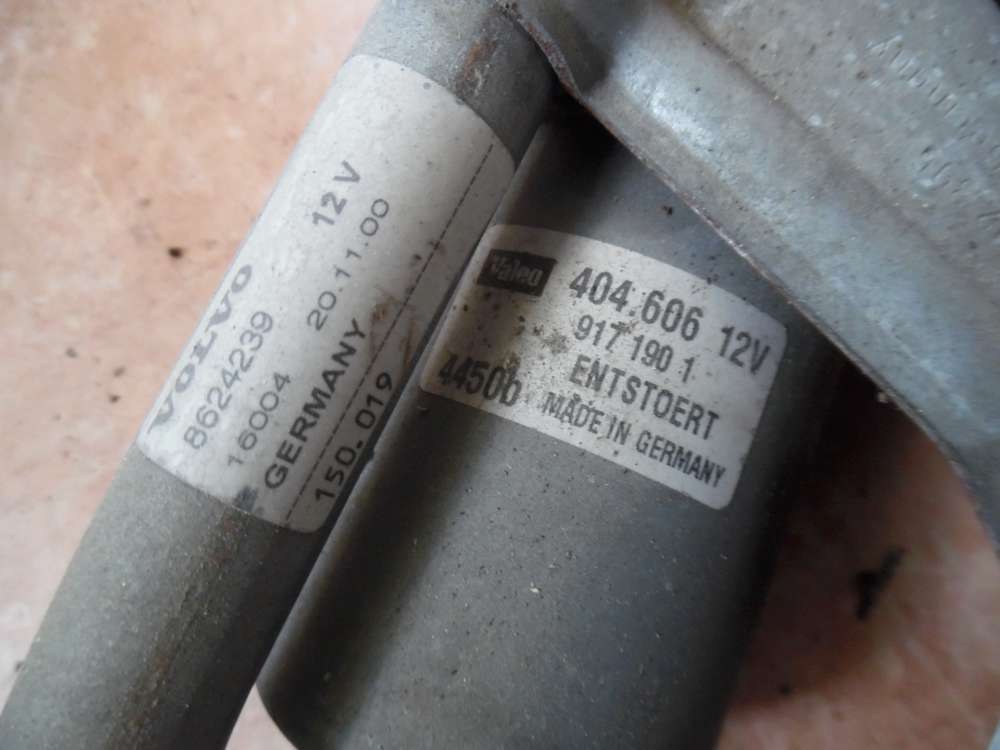 VOLVO 12 V
8624239
16004 20.11.00
GERMANY
150. 019
Valeo 404.606 12V
917 190 1
4450b ENTSTOERT
MADE IN GERMANY